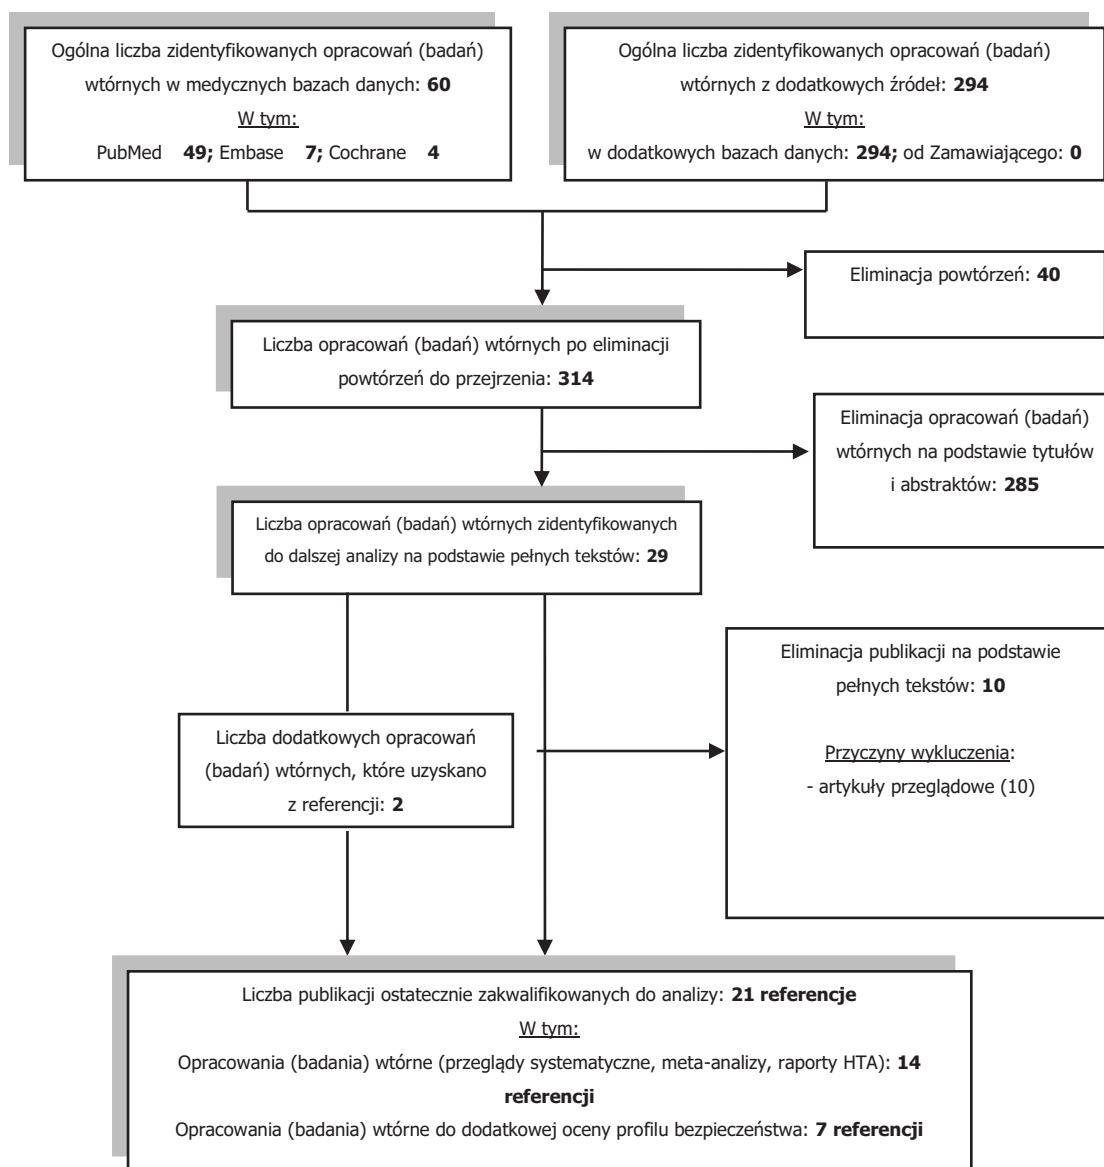 Ogólna liczba zidentyfikowanych opracowań (badań)
wtórnych w medycznych bazach danych: 60
W tym:
PubMed 49; Embase 7; Cochrane 4
Ogólna liczba zidentyfikowanych opracowań (badań)
wtórnych z dodatkowych źródeł: 294
W tym:
w dodatkowych bazach danych: 294; od Zamawiającego: 0
Eliminacja powtórzeń: 40
Liczba opracowań (badań) wtórnych po eliminacji
powtórzeń do przejrzenia: 314
Eliminacja opracowań (badań)
wtórnych na podstawie tytułów
i abstraktów: 285
Liczba opracowań (badań) wtórnych zidentyfikowanych
do dalszej analizy na podstawie pełnych tekstów: 29
Eliminacja publikacji na podstawie
pełnych tekstów: 10
Przyczyny wykluczenia:
- artykuły przeglądowe (10)
Liczba dodatkowych opracowań
(badań) wtórnych, które uzyskano
z referencji: 2
Liczba publikacji ostatecznie zakwalifikowanych do analizy: 21 referencje
W tym:
Opracowania (badania) wtórne (przeglądy systematyczne, meta-analizy, raporty HTA): 14
referencji
Opracowania (badania) wtórne do dodatkowej oceny profilu bezpieczeństwa: 7 referencji